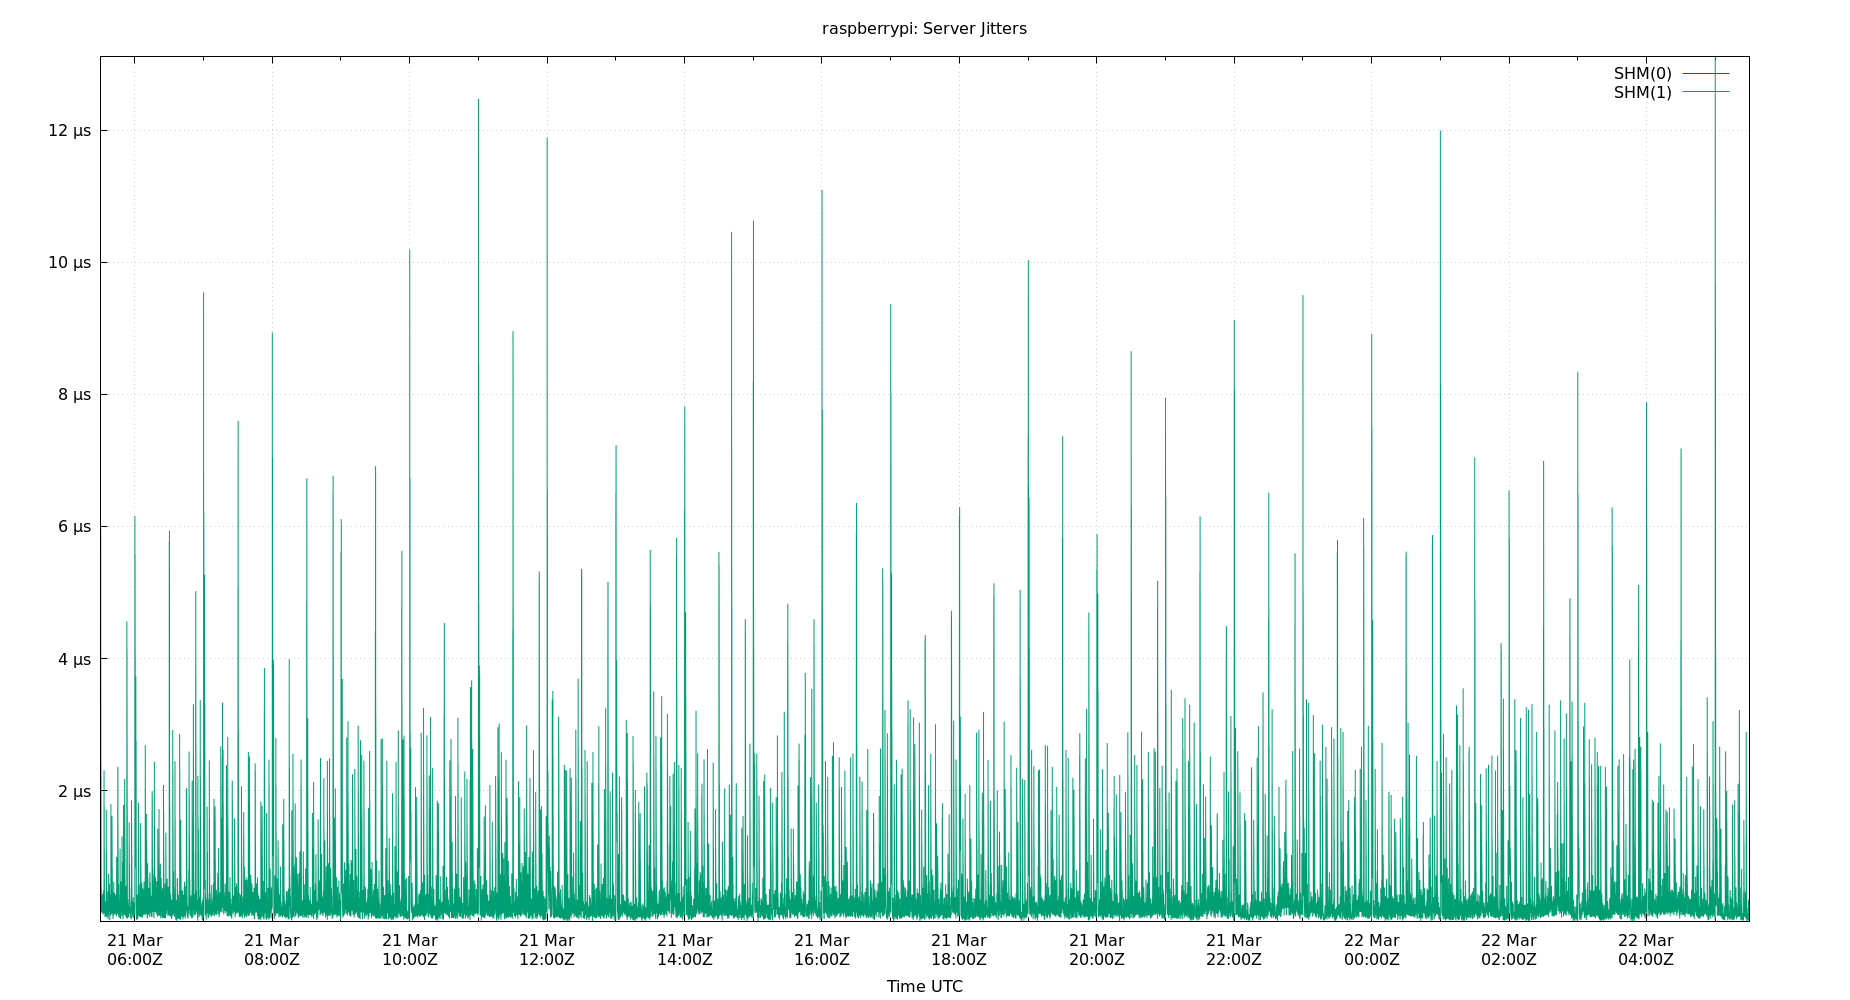 raspberrypi: Server Jitters
SHM(0)
SHM(1)
12 µs
10 µs
8 µs
6 µs
4 µs
2 µs
21 Mar 21 Mar 21 Mar 21 Mar 21 Mar 21 Mar 21 Mar 21 Mar 21 Mar 22 Mar 22 Mar 22 Mar
06:00Z 08:00Z 10:00Z 12:00Z 14:00Z 16:00Z 18:00Z 20:00Z 22:00Z 00:00Z 02:00Z 04:00Z
Time UTC